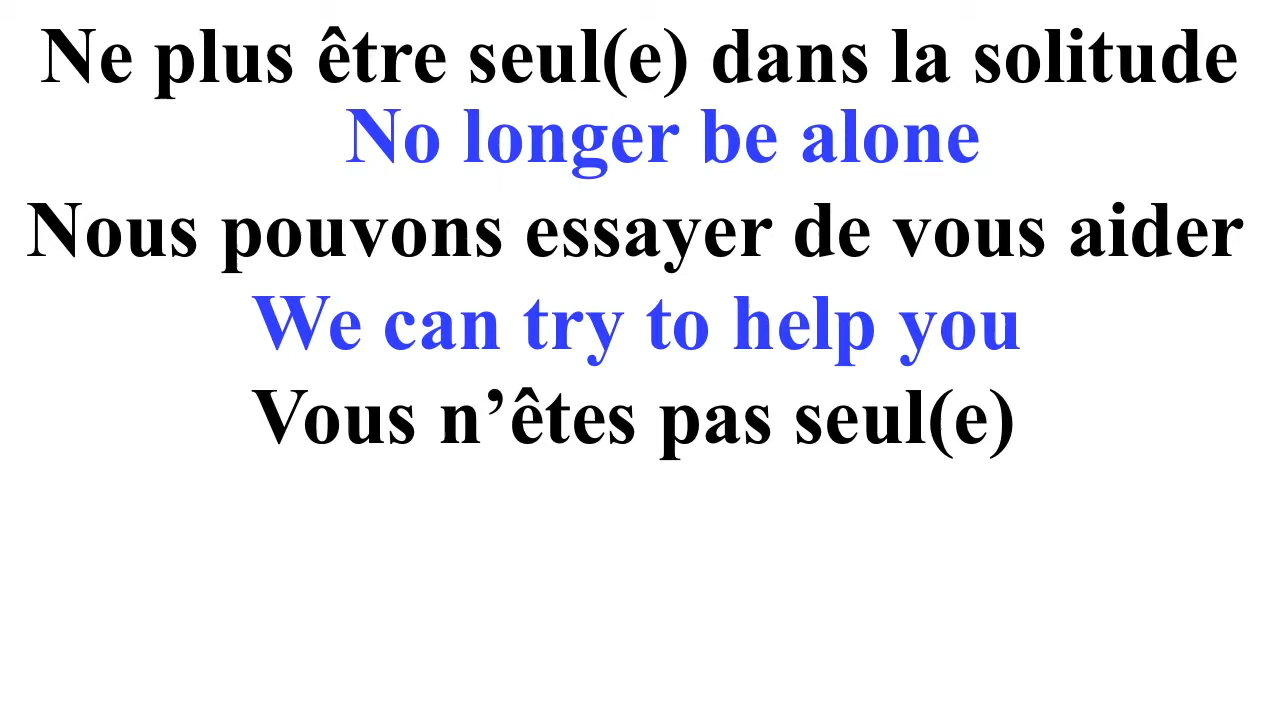 Ne plus être seul(e) dans la solitude
No longer be alone
Nous pouvons essayer de vous aider
We can try to help you
Vous n’êtes pas seul(e)